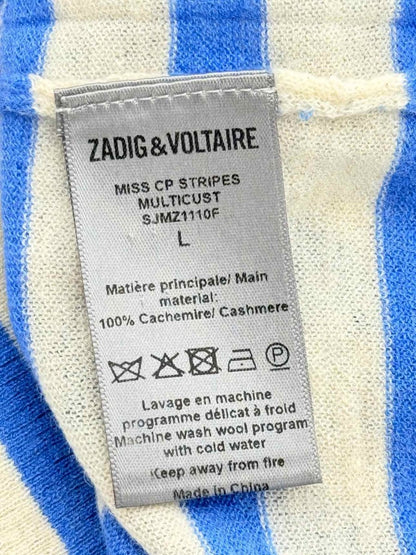 ZADIG & VOLTAIRE
MISS CP STRIPES
MULTICUST
SJMZ1110F
L
Matière principale/ Main
material:
100% Cachemire/ Cashmere
P
Lavage en machine
programme délicat à froid
Machine wash wool program
with cold water
Keep away from fire
Made in China